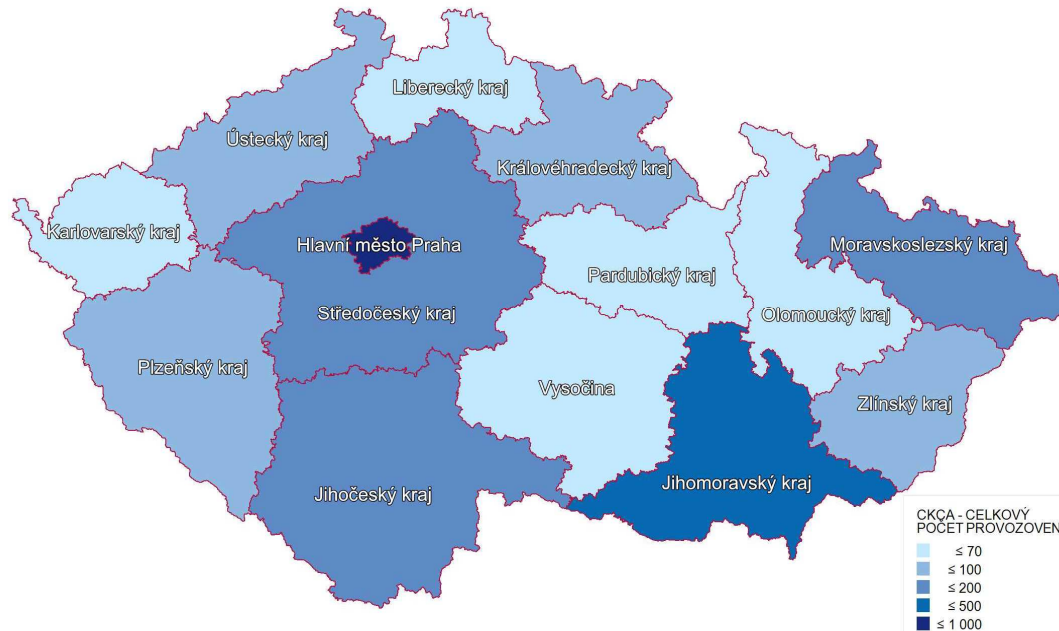 Liberecký kraj
Ústecký kraj
Královéhradecký kraj
Karlovarský kraj
Hlavní město Praha
Moravskoslezský kraj
Pardubický kraj
Středočeský kraj
Olomoucký kraj
Plzeňský kraj
Vysočina
Zlínský kraj
Jihočeský kraj
Jihomoravský kraj
CKÇA - CELKOVÝ
POČET PROVOZOVEN
≤ 70
≤ 100
≤ 200
≤ 500
≤ 1 000